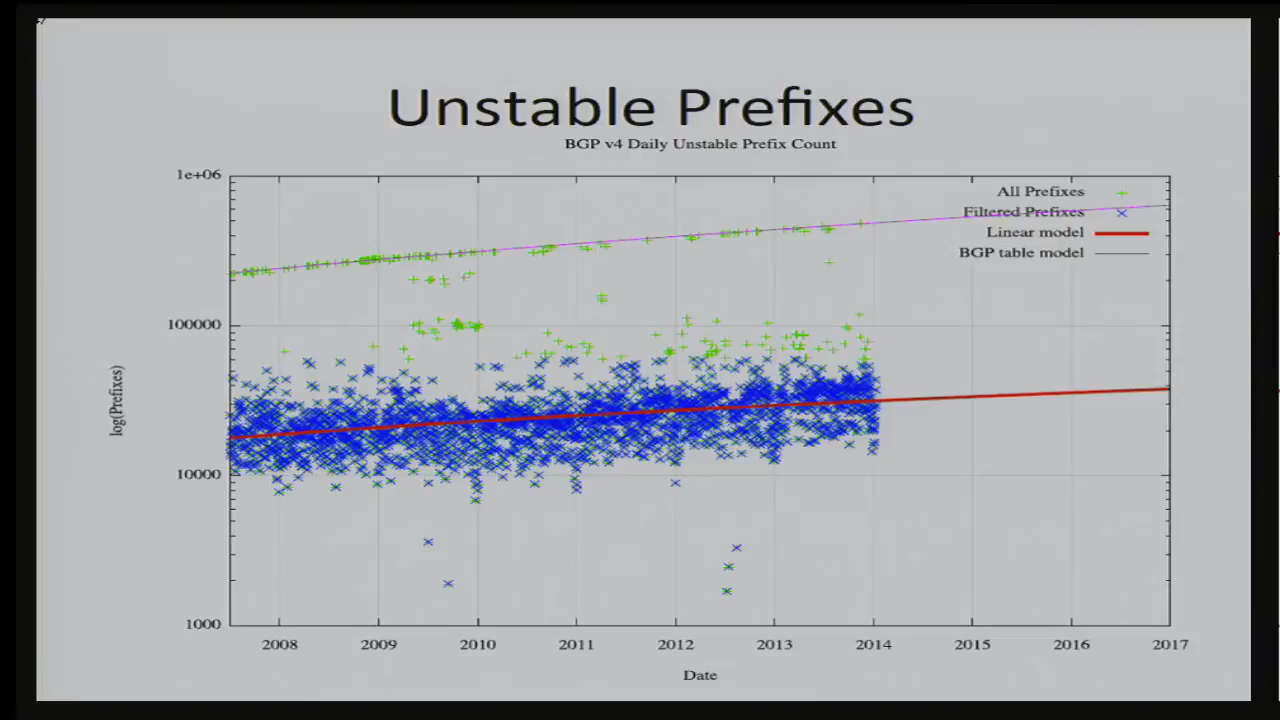 Unstable Prefixes
BGP v4 Daily Unstable Prefix Count
1e+06
All Prefixes
Filtered Prefixes
Linear model
BGP table model
100000
log(Prefixes)
10000
1000
2008 2009 2010 2011 2012 2013 2014 2015 2016 2017
Date